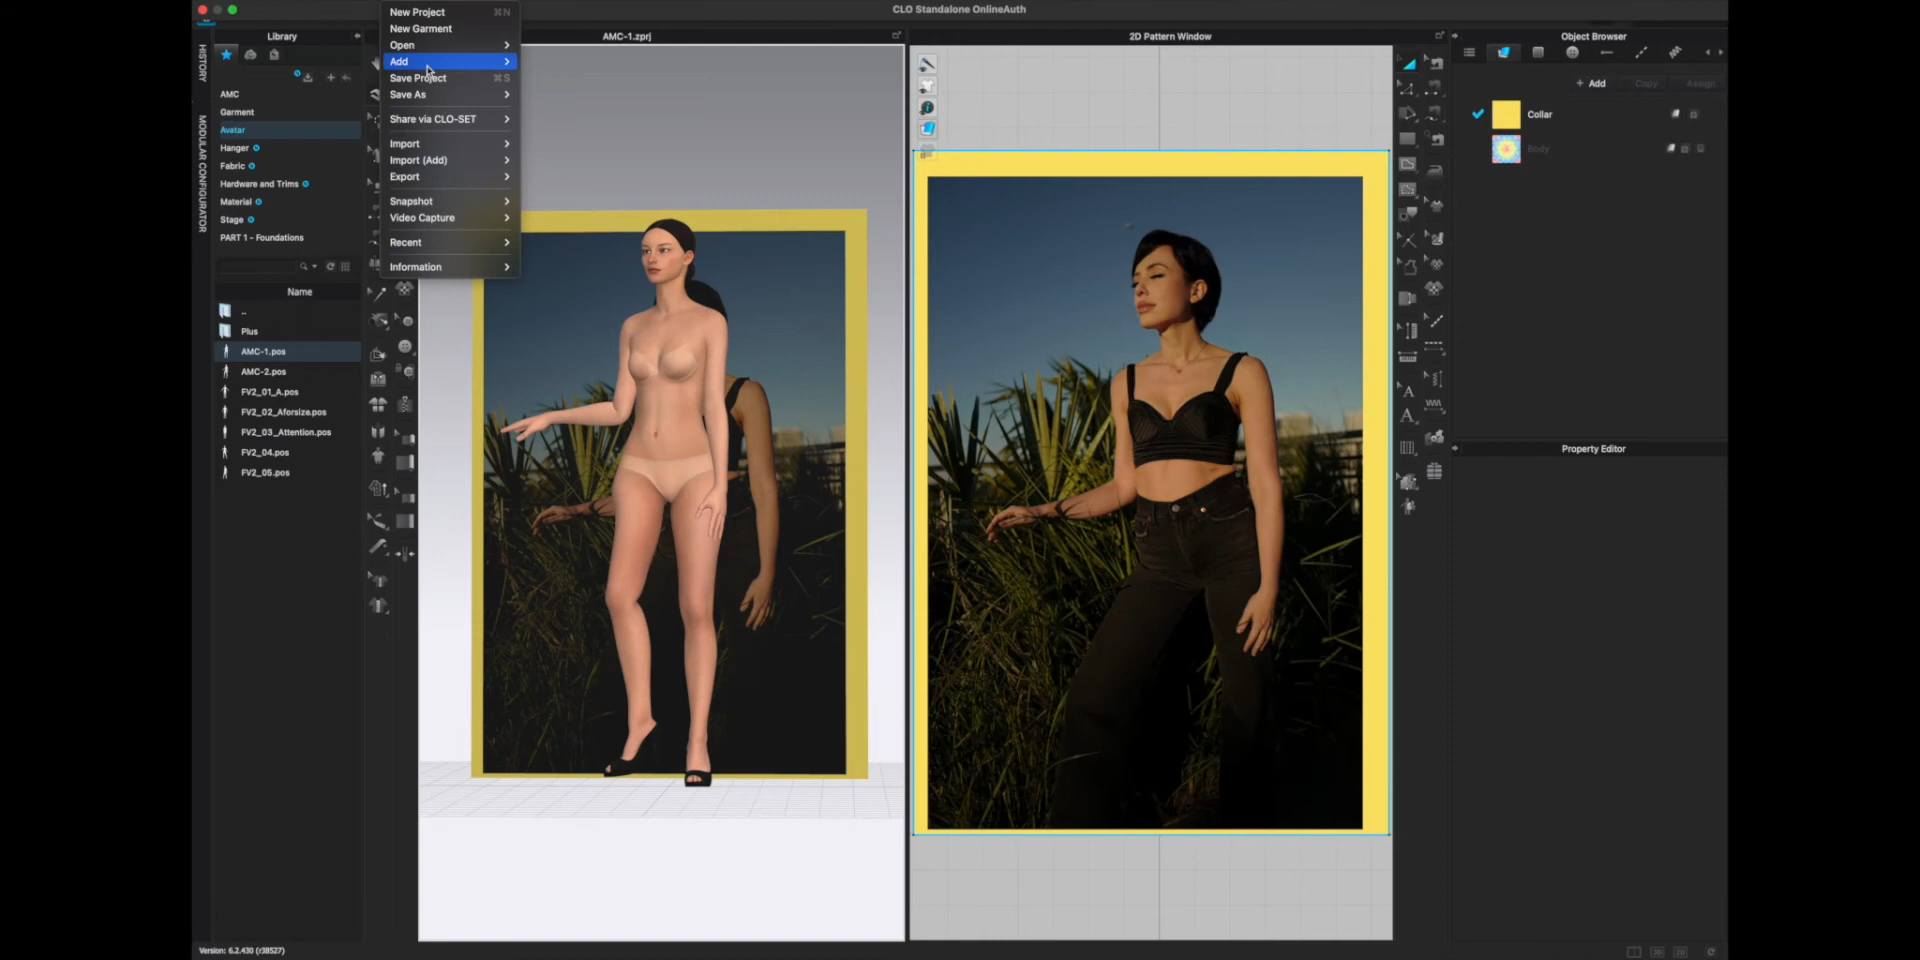 CLO Standalone OnlineAuth
HISTORY
MODULAR CONFIGURATOR
Library
AMC
Garment
Avatar
Hanger
Fabric
Hardware and Trims
Material
Stage
PART 1 - Foundations
Name
..
Plus
AMC-1.pos
AMC-2.pos
FV2_01_A.pos
FV2_02_Aforsize.pos
FV2_03_Attention.pos
FV2_04.pos
FV2_05.pos
Version: 6.2.430 (r38527)
New Project ⌘N
New Garment
Open
Add
Save Project ⌘S
Save As
Share via CLO-SET
Import
Import (Add)
Export
Snapshot
Video Capture
Recent
Information
AMC-1.zprj
2D Pattern Window
A
A
Object Browser
+ Add Copy Assign
Collar
Body
Property Editor